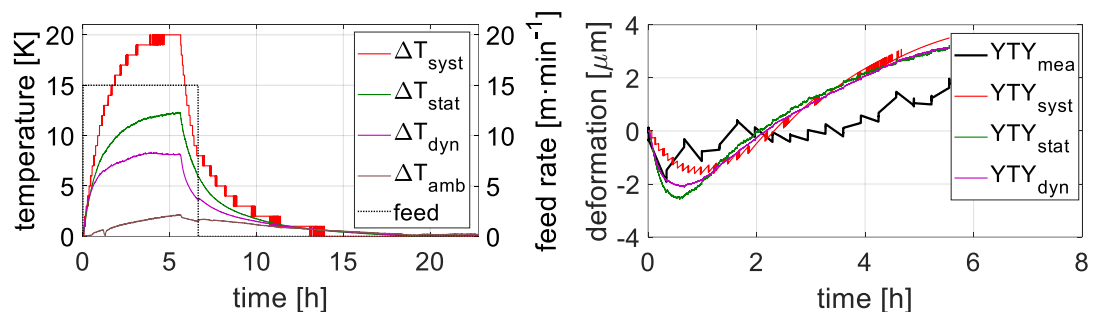 temperature [K]
20
15
10
5
0
0
5
10
15
20
time [h]
20
15
10
5
0
feed rate [m·min⁻¹]
ΔT_syst
ΔT_stat
ΔT_dyn
ΔT_amb
feed
deformation [μm]
4
2
0
-2
-4
0
2
4
6
8
time [h]
YTY_mea
YTY_syst
YTY_stat
YTY_dyn